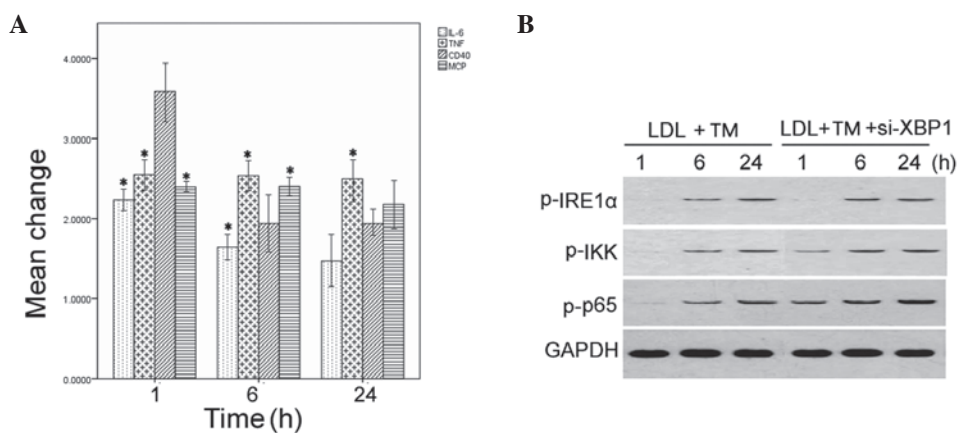 A
IL-6
TNF
CD40
MCP
4.0000
3.0000
2.0000
1.0000
0.0000
Mean change
* * *
* * *
*
1 6 24
Time (h)
B
LDL + TM LDL+TM+si-XBP1
1 6 24 1 6 24 (h)
p-IRE1α
p-IKK
p-p65
GAPDH